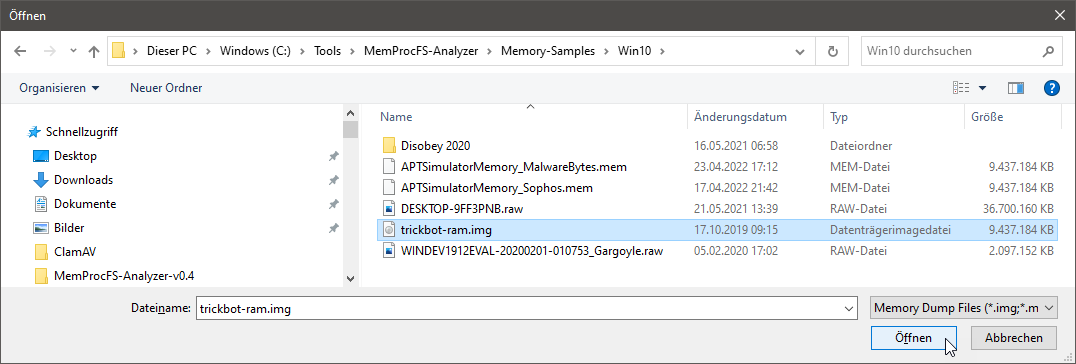 Öffnen
Dieser PC > Windows (C:) > Tools > MemProcFS-Analyzer > Memory-Samples > Win10 >
Win10 durchsuchen
Organisieren
Neuer Ordner
Schnellzugriff
Desktop
Downloads
Dokumente
Bilder
ClamAV
MemProcFS-Analyzer-v0.4
Name Änderungsdatum Typ Größe
Disobey 2020 16.05.2021 06:58 Dateiordner
APTSimulatorMemory_MalwareBytes.mem 23.04.2022 17:12 MEM-Datei 9.437.184 KB
APTSimulatorMemory_Sophos.mem 17.04.2022 21:42 MEM-Datei 9.437.184 KB
DESKTOP-9FF3PNB.raw 21.05.2021 13:39 RAW-Datei 36.700.160 KB
trickbot-ram.img 17.10.2019 09:15 Datenträgerimagedatei 9.437.184 KB
WINDEV1912EVAL-20200201-010753_Gargoyle.raw 05.02.2020 17:02 RAW-Datei 2.097.152 KB
Dateiname: trickbot-ram.img
Memory Dump Files (*.img;*.m
Öffnen
Abbrechen